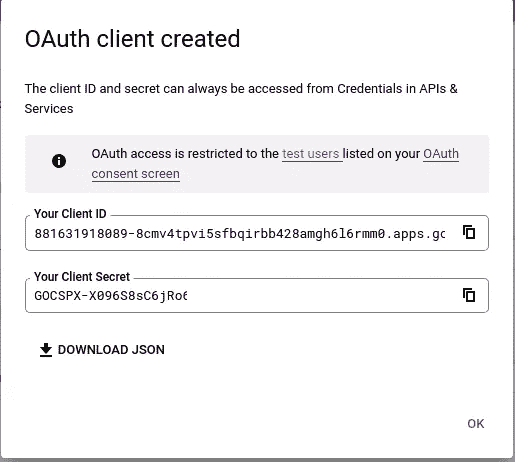 OAuth client created
The client ID and secret can always be accessed from Credentials in APIs &
Services
OAuth access is restricted to the test users listed on your OAuth
consent screen
Your Client ID
881631918089-8cmv4tpvi5sfbqirbb428amgh6l6rmm0.apps.gc
Your Client Secret
GOCSPX-X096S8sC6jRo6
DOWNLOAD JSON
OK